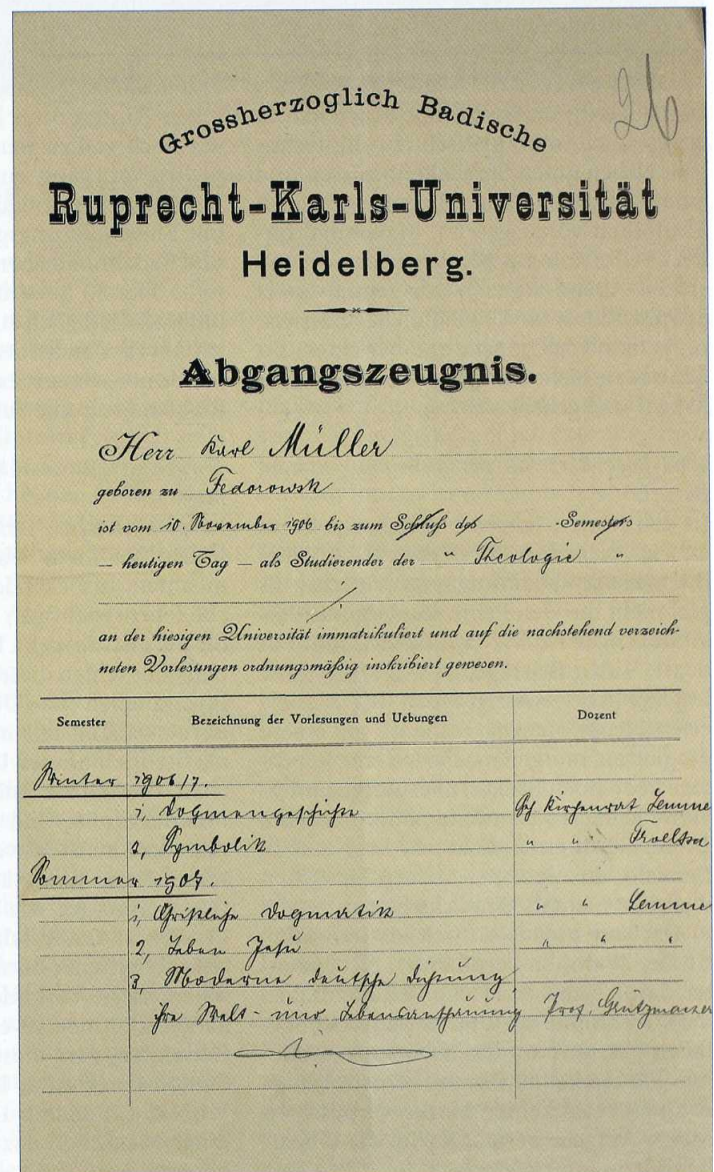 26
Grossherzoglich Badische
Ruprecht-Karls-Universität
Heidelberg.
Abgangszeugnis.
Herr Karl Müller
geboren zu Fedorowsk
ist vom 10. November 1906 bis zum Schluſs des -Semesters
— heutigen Tag — als Studierender der " Theologie "
an der hiesigen Universität immatrikuliert und auf die nachstehend verzeich-
neten Vorlesungen ordnungsmäßig inskribiert gewesen.
Semester Bezeichnung der Vorlesungen und Uebungen Dozent
Winter 1906/7.
1, Dogmengeschichte Geh Kirchenrat Lemme
2, Symbolik " " Troeltsch
Sommer 1907.
1, Christliche Dogmatik " " Lemme
2, Leben Jesu " " "
3, Moderne deutsche Dichtung
ihre Welt- und Lebensanschauung Prof. Grützmacher